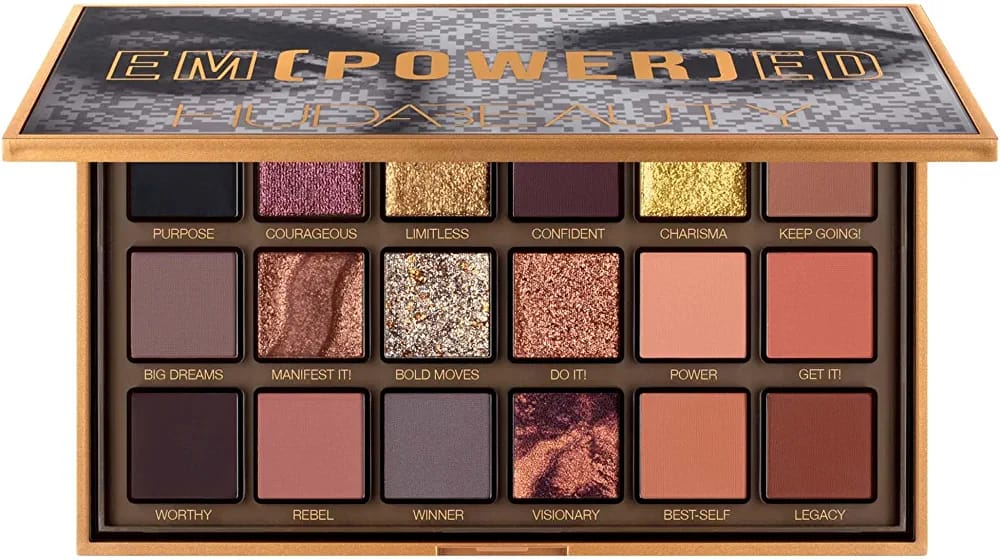 EM(POWER)ED
HUDABEAUTY
PURPOSE COURAGEOUS LIMITLESS CONFIDENT CHARISMA KEEP GOING!
BIG DREAMS MANIFEST IT! BOLD MOVES DO IT! POWER GET IT!
WORTHY REBEL WINNER VISIONARY BEST-SELF LEGACY